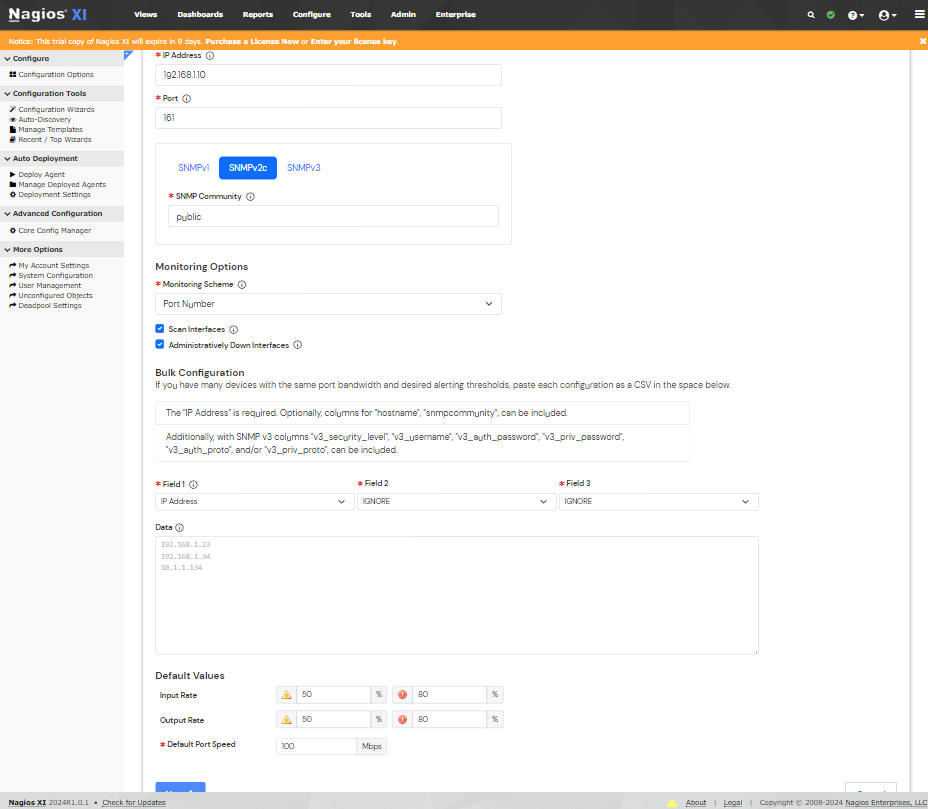 Nagios XI Views Dashboards Reports Configure Tools Admin Enterprise
Notice: This trial copy of Nagios XI will expire in 9 days. Purchase a License Now or Enter your license key.
Configure
Configuration Options
Configuration Tools
Configuration Wizards
Auto-Discovery
Manage Templates
Recent / Top Wizards
Auto Deployment
Deploy Agent
Manage Deployed Agents
Deployment Settings
Advanced Configuration
Core Config Manager
More Options
My Account Settings
System Configuration
User Management
Unconfigured Objects
Deadpool Settings
* IP Address
192.168.1.10
* Port
161
SNMPv1 SNMPv2c SNMPv3
* SNMP Community
public
Monitoring Options
* Monitoring Scheme
Port Number
Scan Interfaces
Administratively Down Interfaces
Bulk Configuration
If you have many devices with the same port bandwidth and desired alerting thresholds, paste each configuration as a CSV in the space below.
The "IP Address" is required. Optionally, columns for "hostname", "snmpcommunity", can be included.
Additionally, with SNMP v3 columns "v3_security_level", "v3_username", "v3_auth_password", "v3_priv_password",
"v3_auth_proto", and/or "v3_priv_proto", can be included.
* Field 1 * Field 2 * Field 3
IP Address IGNORE IGNORE
Data
192.168.1.23
192.168.1.34
10.1.1.134
Default Values
Input Rate 50 % 80 %
Output Rate 50 % 80 %
* Default Port Speed 100 Mbps
Nagios XI 2024R1.0.1 • Check for Updates About | Legal | Copyright © 2008-2024 Nagios Enterprises, LLC